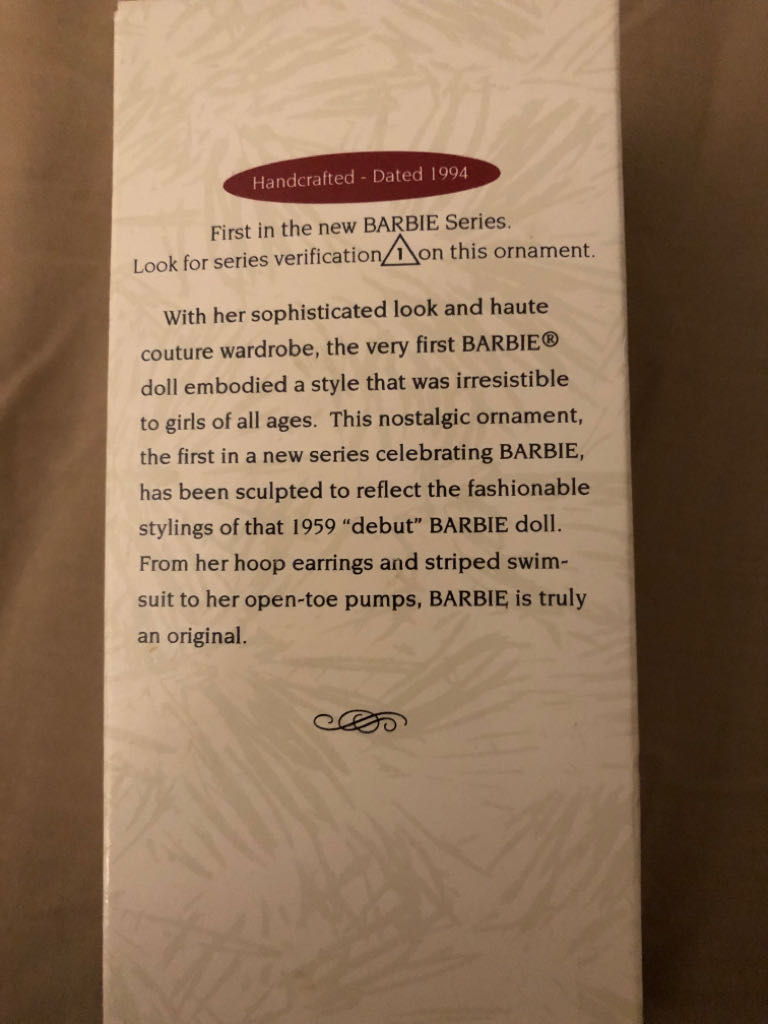 Handcrafted - Dated 1994
First in the new BARBIE Series.
Look for series verification 1 on this ornament.
With her sophisticated look and haute
couture wardrobe, the very first BARBIE®
doll embodied a style that was irresistible
to girls of all ages. This nostalgic ornament,
the first in a new series celebrating BARBIE,
has been sculpted to reflect the fashionable
stylings of that 1959 “debut” BARBIE doll.
From her hoop earrings and striped swim-
suit to her open-toe pumps, BARBIE is truly
an original.